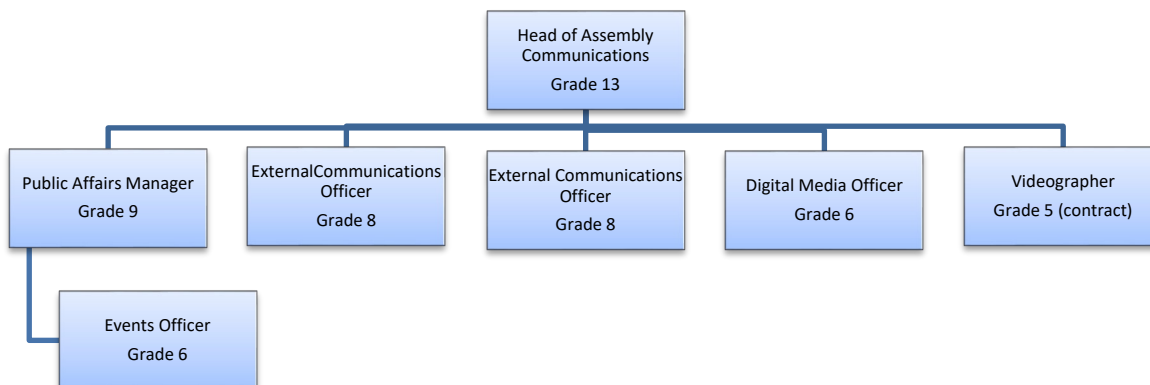 Head of Assembly
Communications
Grade 13
Public Affairs Manager
Grade 9
ExternalCommunications
Officer
Grade 8
External Communications
Officer
Grade 8
Digital Media Officer
Grade 6
Videographer
Grade 5 (contract)
Events Officer
Grade 6